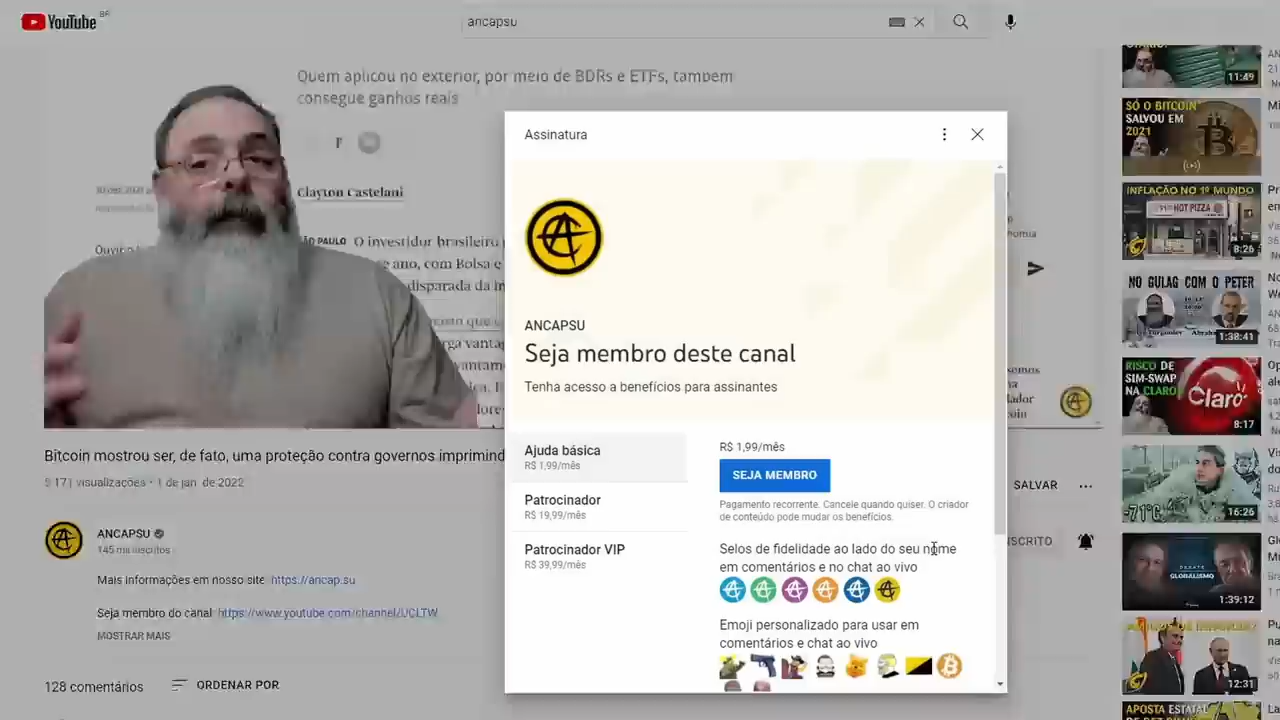 YouTube BR
ancapsu
Quem aplicou no exterior, por meio de BDRs e ETFs, também
consegue ganhos reais
Clayton Castelani
PAULO O investidor brasileiro
e ano, com Bolsa e
disparada da
Assinatura
ANCAPSU
Seja membro deste canal
Tenha acesso a benefícios para assinantes
Ajuda básica
R$ 1,99/mês
Patrocinador
R$ 19,99/mês
Patrocinador VIP
R$ 39,99/mês
R$ 1,99/mês
SEJA MEMBRO
Pagamento recorrente. Cancele quando quiser. O criador
de conteúdo pode mudar os benefícios.
Selos de fidelidade ao lado do seu nome
em comentários e no chat ao vivo
Emoji personalizado para usar em
comentários e chat ao vivo
Bitcoin mostrou ser, de fato, uma proteção contra governos imprimind
visualizações • 1 de jan. de 2022
SALVAR
ANCAPSU
145 mil inscritos
SCRITO
Mais informações em nosso site: https://ancap.su
Seja membro do canal: https://www.youtube.com/channel/UCLTW
MOSTRAR MAIS
128 comentários
ORDENAR POR
11:49
SÓ O BITCOIN
SALVOU EM
2021
INFLAÇÃO NO 1º MUNDO
HOT PIZZA
8:26
NO GULAG COM O PETER
1:38:41
RISCO DE
SIM-SWAP
NA CLARO
Claro
8:17
-71°C
16:26
DEBATE
GLOBALISMO
1:39:12
12:31
APOSTA ESTATAL